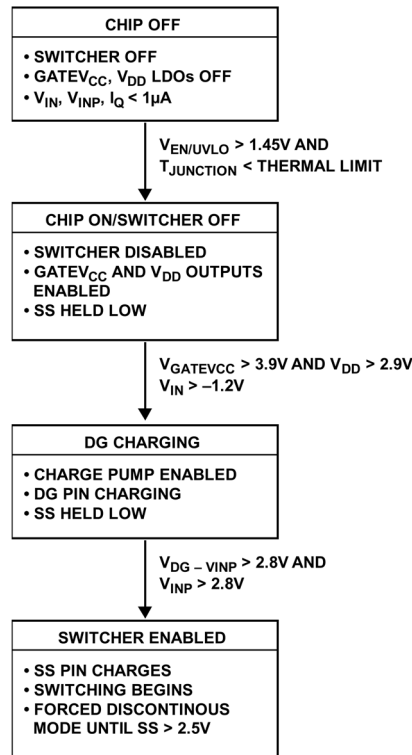 CHIP OFF
• SWITCHER OFF
• GATEVCC, VDD LDOs OFF
• VIN, VINP, IQ < 1µA
VEN/UVLO > 1.45V AND
TJUNCTION < THERMAL LIMIT
CHIP ON/SWITCHER OFF
• SWITCHER DISABLED
• GATEVCC AND VDD OUTPUTS
ENABLED
• SS HELD LOW
VGATEVCC > 3.9V AND VDD > 2.9V
VIN > –1.2V
DG CHARGING
• CHARGE PUMP ENABLED
• DG PIN CHARGING
• SS HELD LOW
VDG – VINP > 2.8V AND
VINP > 2.8V
SWITCHER ENABLED
• SS PIN CHARGES
• SWITCHING BEGINS
• FORCED DISCONTINOUS
MODE UNTIL SS > 2.5V